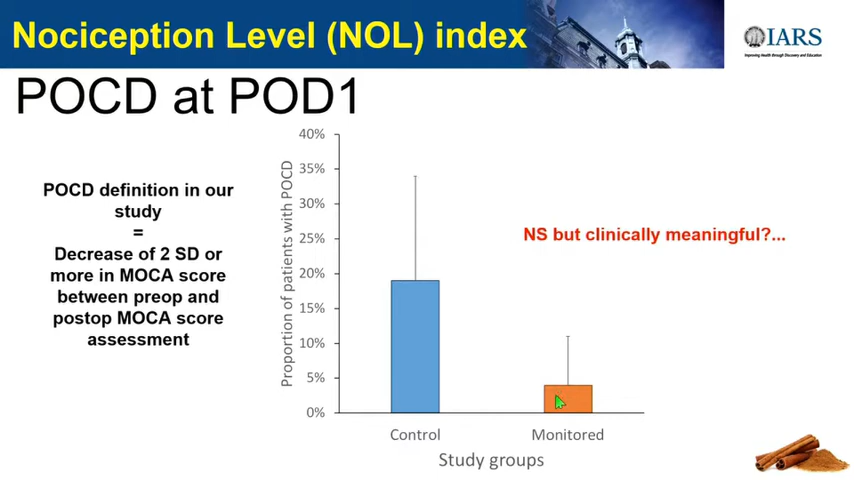 Nociception Level (NOL) index
IARS
Improving Health through Discovery and Education
POCD at POD1
POCD definition in our
study
=
Decrease of 2 SD or
more in MOCA score
between preop and
postop MOCA score
assessment
Proportion of patients with POCD
40%
35%
30%
25%
20%
15%
10%
5%
0%
Control
Monitored
Study groups
NS but clinically meaningful?...